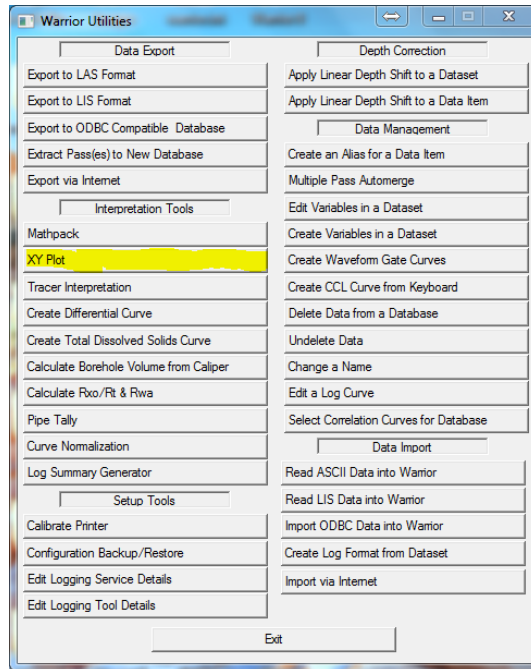 Warrior Utilities
Data Export
Export to LAS Format
Export to LIS Format
Export to ODBC Compatible Database
Extract Pass(es) to New Database
Export via Internet
Interpretation Tools
Mathpack
XY Plot
Tracer Interpretation
Create Differential Curve
Create Total Dissolved Solids Curve
Calculate Borehole Volume from Caliper
Calculate Rxo/Rt & Rwa
Pipe Tally
Curve Normalization
Log Summary Generator
Setup Tools
Calibrate Printer
Configuration Backup/Restore
Edit Logging Service Details
Edit Logging Tool Details
Depth Correction
Apply Linear Depth Shift to a Dataset
Apply Linear Depth Shift to a Data Item
Data Management
Create an Alias for a Data Item
Multiple Pass Automerge
Edit Variables in a Dataset
Create Variables in a Dataset
Create Waveform Gate Curves
Create CCL Curve from Keyboard
Delete Data from a Database
Undelete Data
Change a Name
Edit a Log Curve
Select Correlation Curves for Database
Data Import
Read ASCII Data into Warrior
Read LIS Data into Warrior
Import ODBC Data into Warrior
Create Log Format from Dataset
Import via Internet
Exit